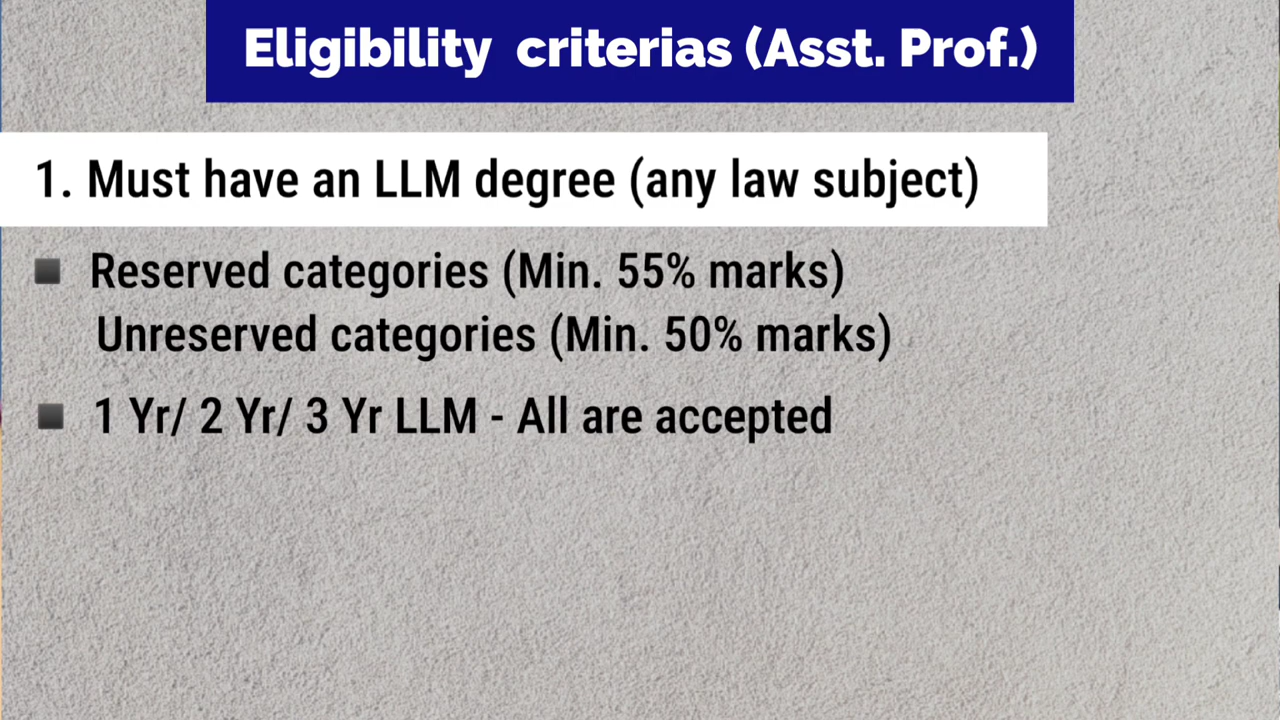 Eligibility criterias (Asst. Prof.)
1. Must have an LLM degree (any law subject)
Reserved categories (Min. 55% marks)
Unreserved categories (Min. 50% marks)
1 Yr/ 2 Yr/ 3 Yr LLM - All are accepted